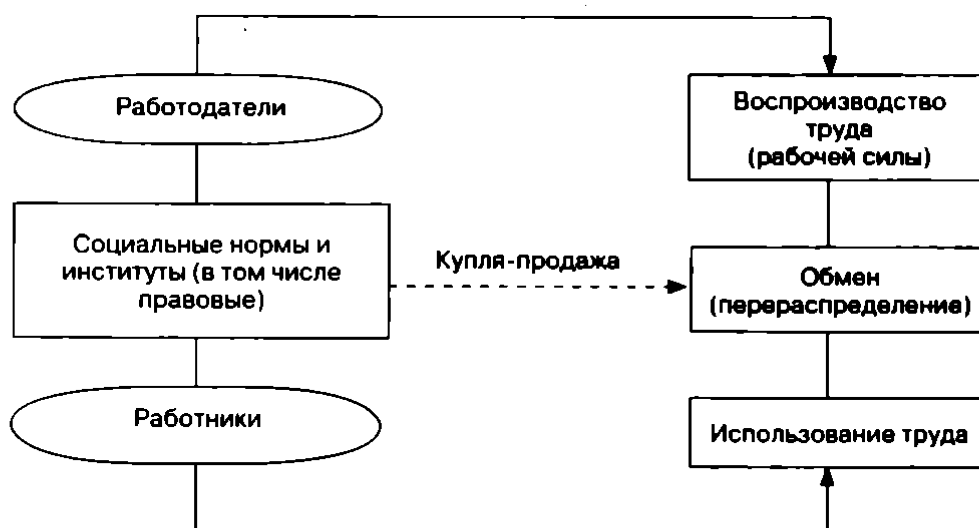 Работодатели
Воспроизводство
труда
(рабочей силы)
Социальные нормы и
институты (в том числе
правовые)
Купля-продажа
Обмен
(перераспределение)
Работники
Использование труда